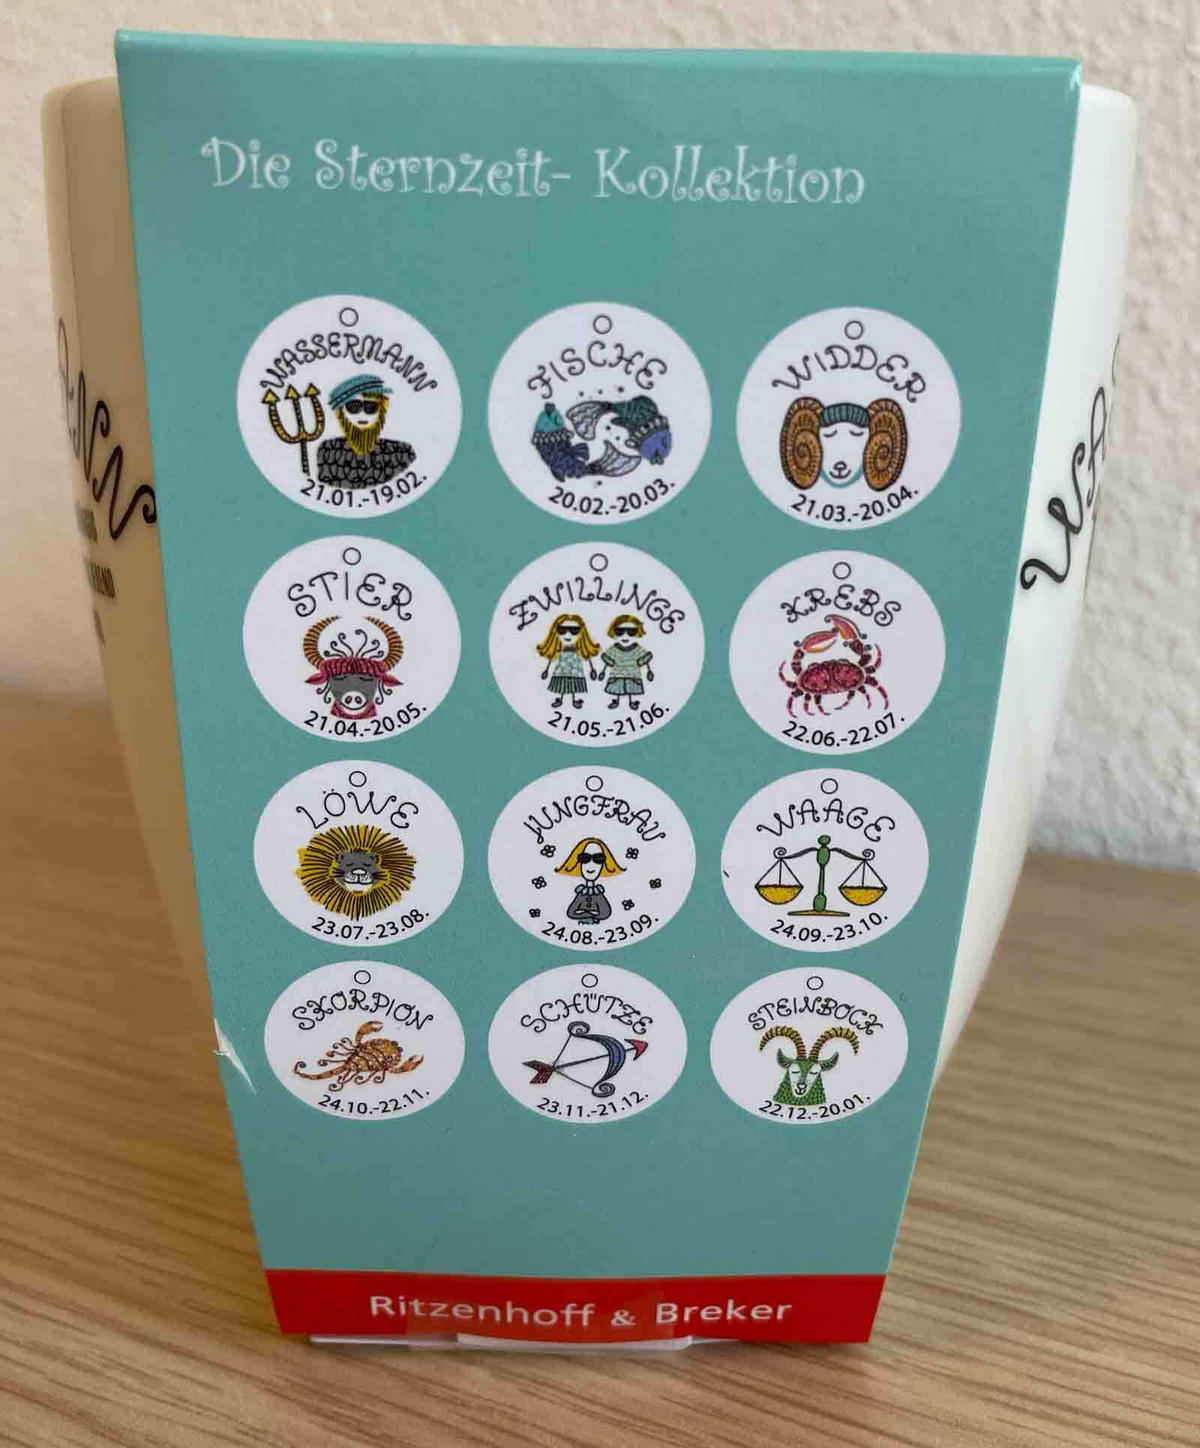 Die Sternzeit- Kollektion
WASSERMANN
21.01.-19.02.
FISCHE
20.02.-20.03.
WIDDER
21.03.-20.04.
STIER
21.04.-20.05.
ZWILLINGE
21.05.-21.06.
KREBS
22.06.-22.07.
LÖWE
23.07.-23.08.
JUNGFRAU
24.08.-23.09.
WAAGE
24.09.-23.10.
SKORPION
24.10.-22.11.
SCHÜTZE
23.11.-21.12.
STEINBOCK
22.12.-20.01.
Ritzenhoff & Breker